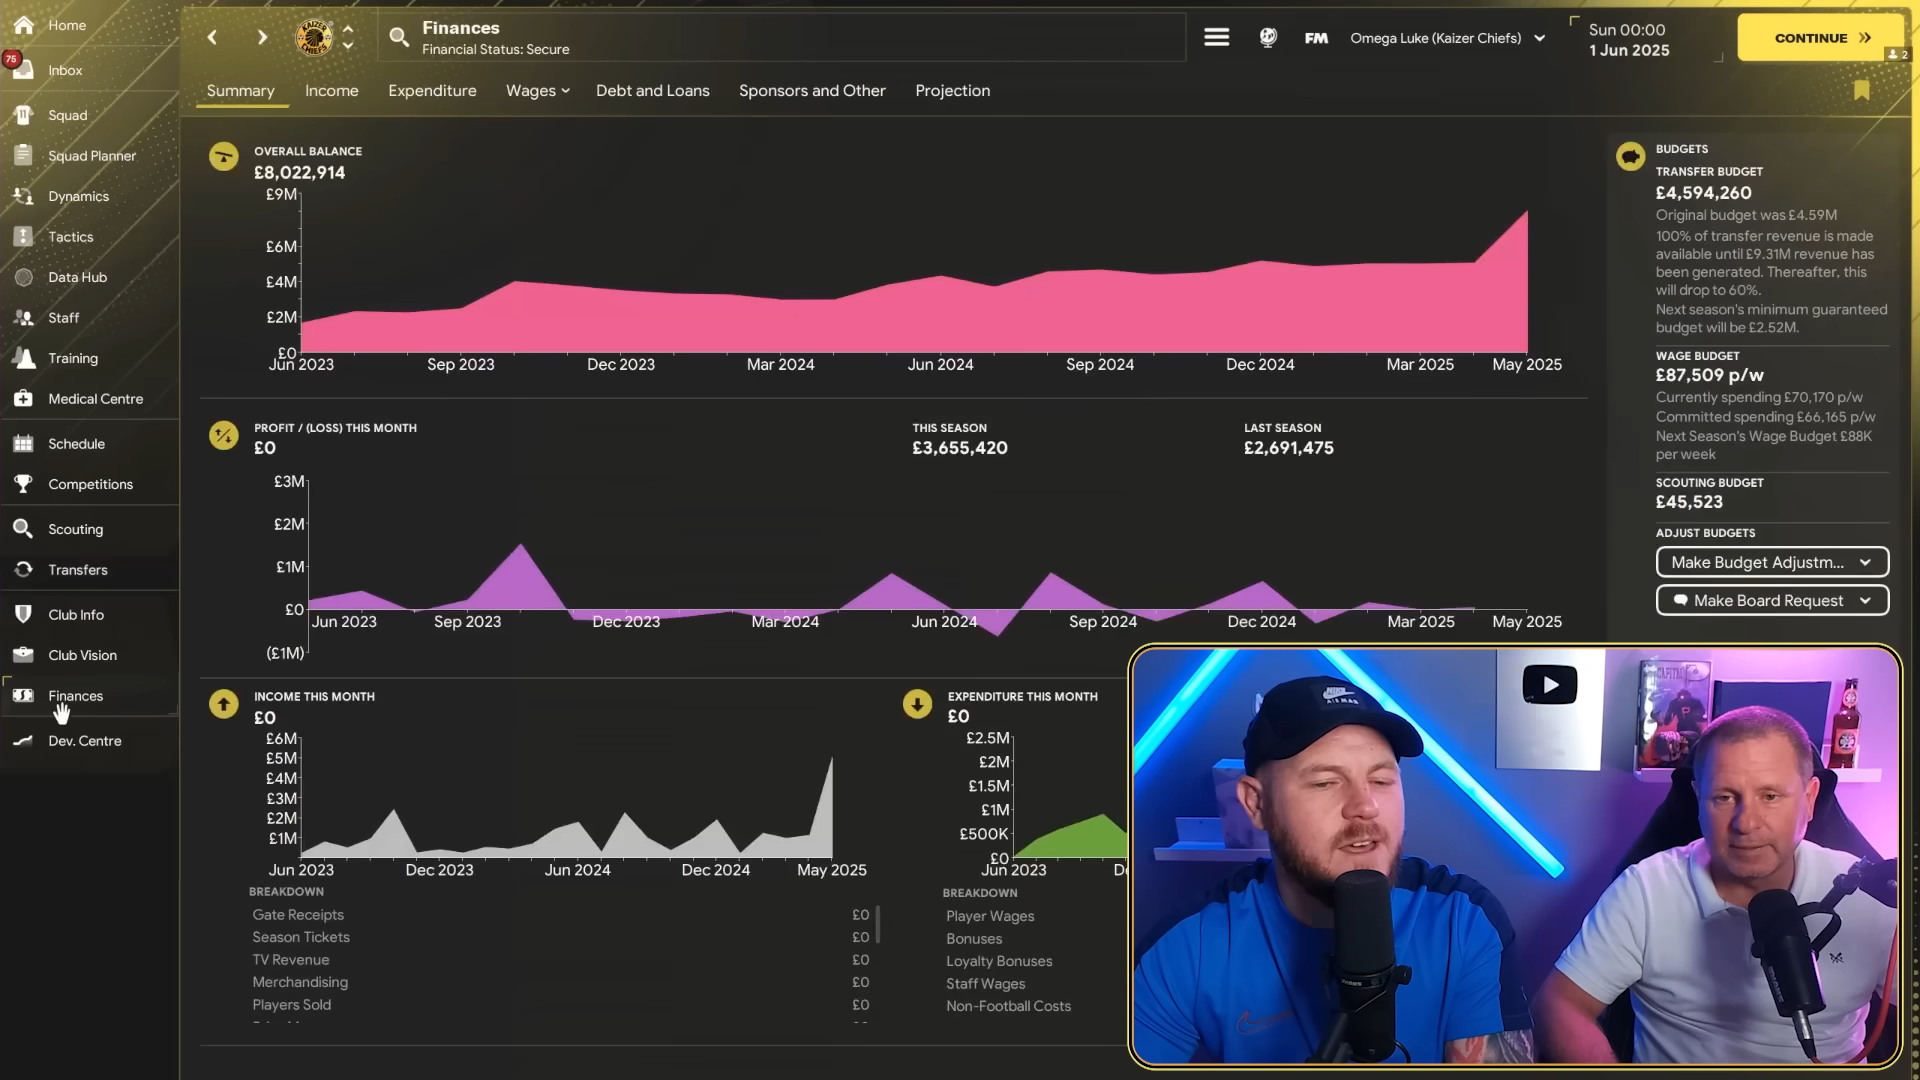 Home
75
Inbox
Squad
Squad Planner
Dynamics
Tactics
Data Hub
Staff
Training
Medical Centre
Schedule
Competitions
Scouting
Transfers
Club Info
Club Vision
Finances
Dev. Centre
KAIZER CHIEFS
Finances
Financial Status: Secure
FM
Omega Luke (Kaizer Chiefs)
Sun 00:00
1 Jun 2025
CONTINUE
2
Summary
Income
Expenditure
Wages
Debt and Loans
Sponsors and Other
Projection
OVERALL BALANCE
£8,022,914
£9M
£6M
£4M
£2M
£0
Jun 2023
Sep 2023
Dec 2023
Mar 2024
Jun 2024
Sep 2024
Dec 2024
Mar 2025
May 2025
PROFIT / (LOSS) THIS MONTH
£0
THIS SEASON
£3,655,420
LAST SEASON
£2,691,475
£3M
£2M
£1M
£0
(£1M)
Jun 2023
Sep 2023
Dec 2023
Mar 2024
Jun 2024
Sep 2024
Dec 2024
Mar 2025
May 2025
INCOME THIS MONTH
£0
£6M
£5M
£4M
£3M
£2M
£1M
Jun 2023
Dec 2023
Jun 2024
Dec 2024
May 2025
BREAKDOWN
Gate Receipts £0
Season Tickets £0
TV Revenue £0
Merchandising £0
Players Sold £0
EXPENDITURE THIS MONTH
£0
£2.5M
£2M
£1.5M
£1M
£500K
£0
Jun 2023
BREAKDOWN
Player Wages
Bonuses
Loyalty Bonuses
Staff Wages
Non-Football Costs
BUDGETS
TRANSFER BUDGET
£4,594,260
Original budget was £4.59M
100% of transfer revenue is made
available until £9.31M revenue has
been generated. Thereafter, this
will drop to 60%.
Next season's minimum guaranteed
budget will be £2.52M.
WAGE BUDGET
£87,509 p/w
Currently spending £70,170 p/w
Committed spending £66,165 p/w
Next Season's Wage Budget £88K
per week
SCOUTING BUDGET
£45,523
ADJUST BUDGETS
Make Budget Adjustm...
Make Board Request
CAPITAL